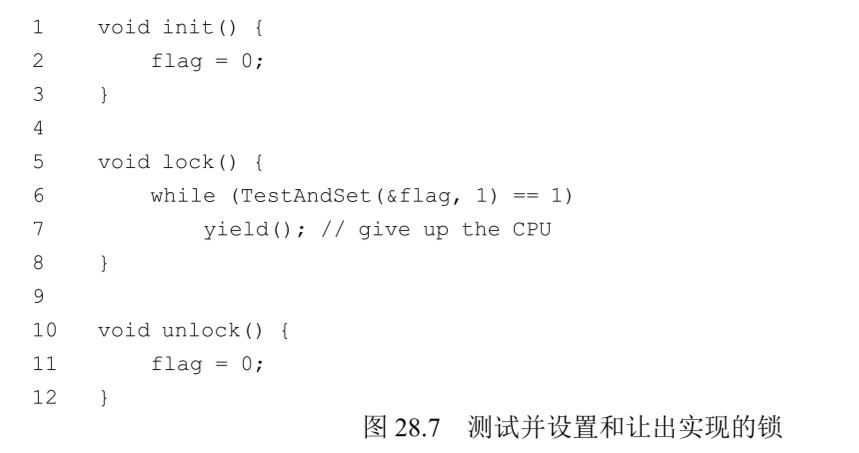 1 void init() {
2 flag = 0;
3 }
4
5 void lock() {
6 while (TestAndSet(&flag, 1) == 1)
7 yield(); // give up the CPU
8 }
9
10 void unlock() {
11 flag = 0;
12 }
图 28.7 测试并设置和让出实现的锁